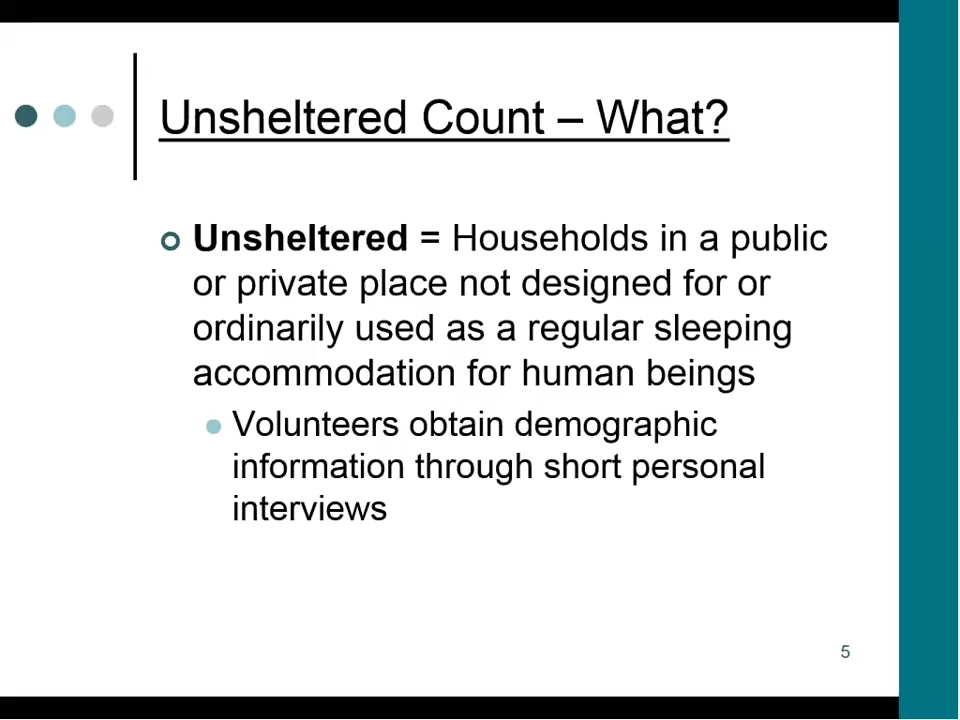 Unsheltered Count – What?
Unsheltered = Households in a public
or private place not designed for or
ordinarily used as a regular sleeping
accommodation for human beings
Volunteers obtain demographic
information through short personal
interviews
5